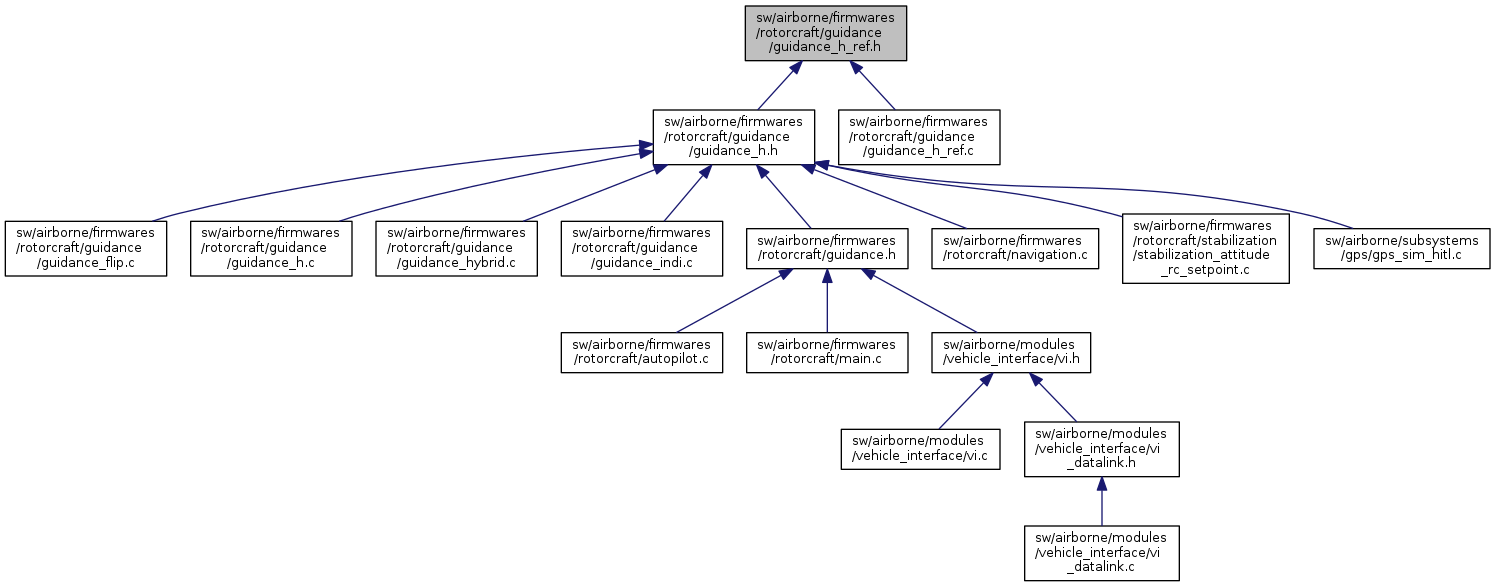 sw/airborne/firmwares
/rotorcraft/guidance
/guidance_h_ref.h
sw/airborne/firmwares
/rotorcraft/guidance
/guidance_h.h
sw/airborne/firmwares
/rotorcraft/guidance
/guidance_h_ref.c
sw/airborne/firmwares
/rotorcraft/guidance
/guidance_flip.c
sw/airborne/firmwares
/rotorcraft/guidance
/guidance_h.c
sw/airborne/firmwares
/rotorcraft/guidance
/guidance_hybrid.c
sw/airborne/firmwares
/rotorcraft/guidance
/guidance_indi.c
sw/airborne/firmwares
/rotorcraft/guidance.h
sw/airborne/firmwares
/rotorcraft/navigation.c
sw/airborne/firmwares
/rotorcraft/stabilization
/stabilization_attitude
_rc_setpoint.c
sw/airborne/subsystems
/gps/gps_sim_hitl.c
sw/airborne/firmwares
/rotorcraft/autopilot.c
sw/airborne/firmwares
/rotorcraft/main.c
sw/airborne/modules
/vehicle_interface/vi.h
sw/airborne/modules
/vehicle_interface/vi.c
sw/airborne/modules
/vehicle_interface/vi
_datalink.h
sw/airborne/modules
/vehicle_interface/vi
_datalink.c